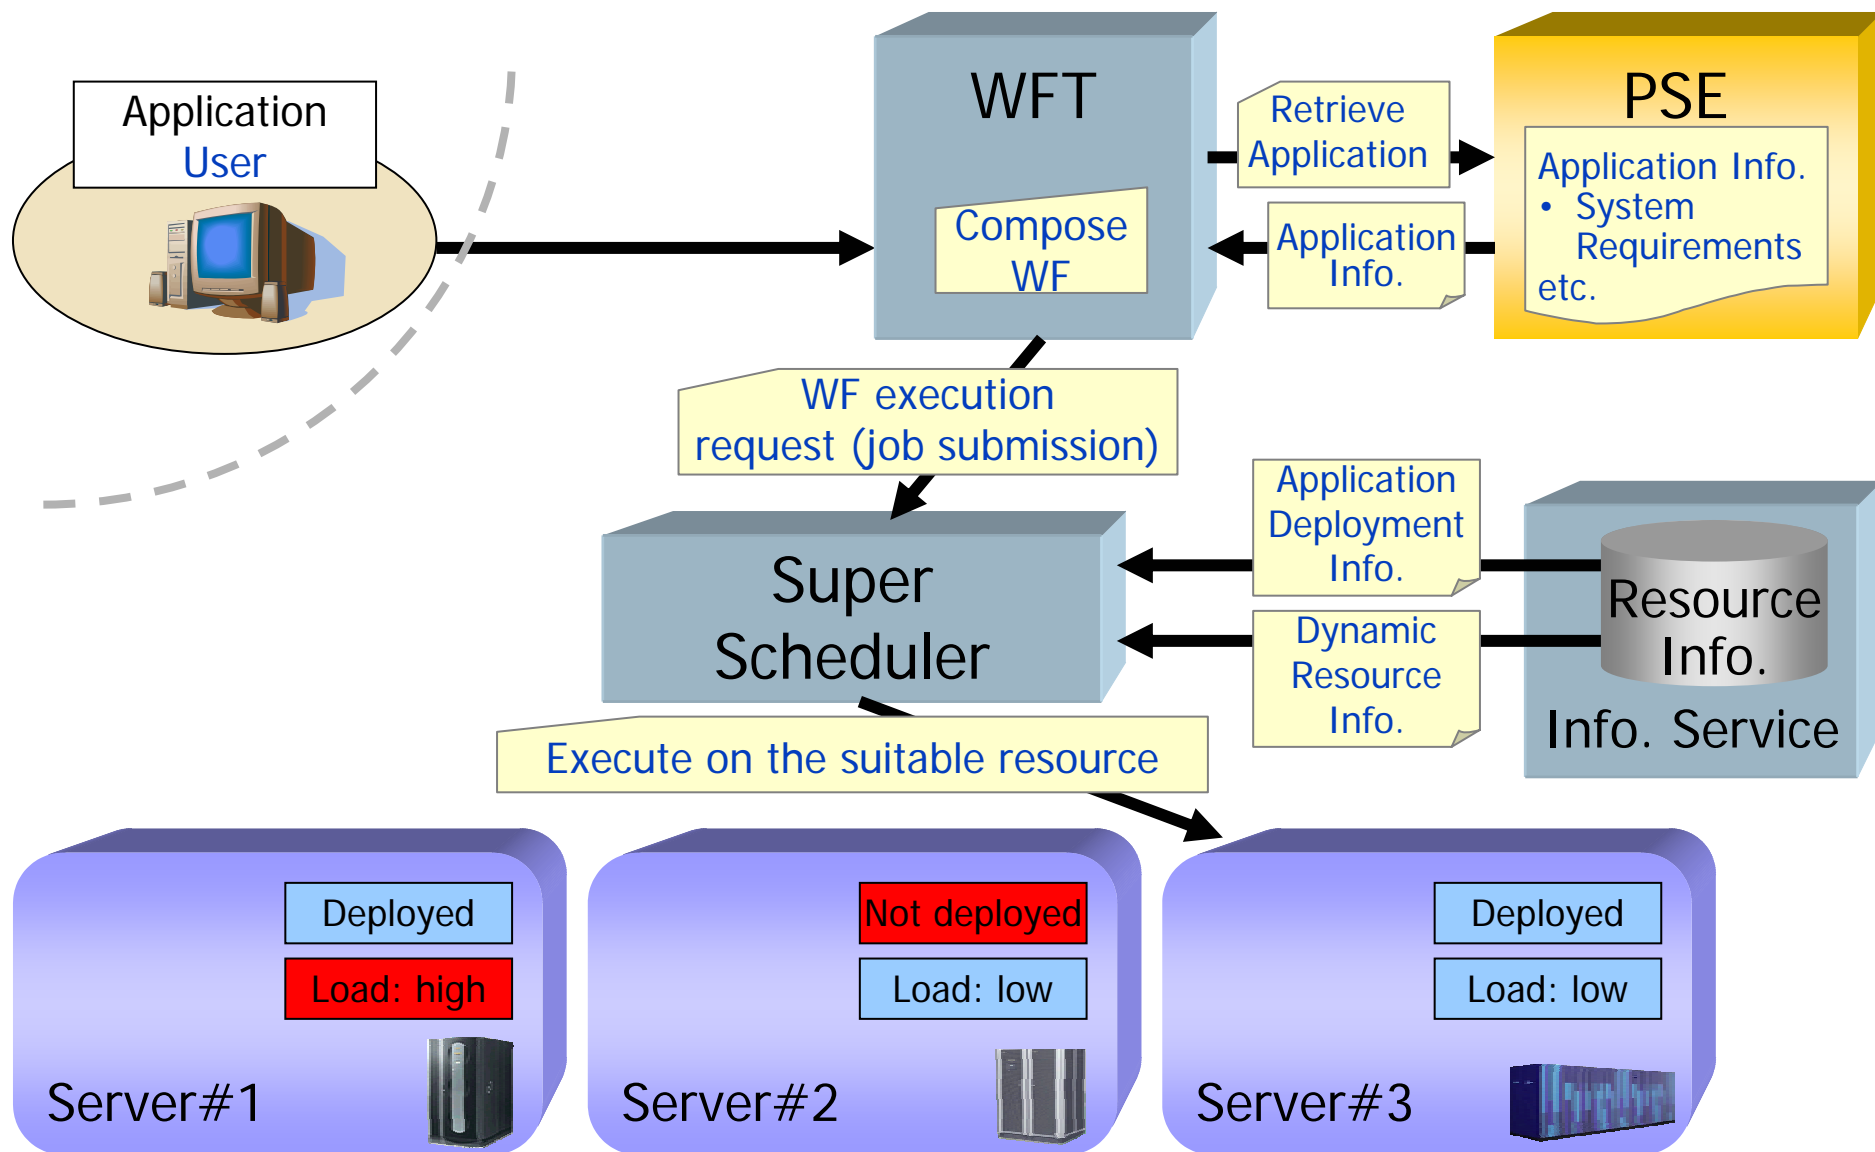 Application
User
WFT
Compose
WF
Retrieve
Application
Application
Info.
PSE
Application Info.
• System
Requirements
etc.
WF execution
request (job submission)
Super
Scheduler
Application
Deployment
Info.
Dynamic
Resource
Info.
Resource
Info.
Info. Service
Execute on the suitable resource
Deployed
Load: high
Server#1
Not deployed
Load: low
Server#2
Deployed
Load: low
Server#3